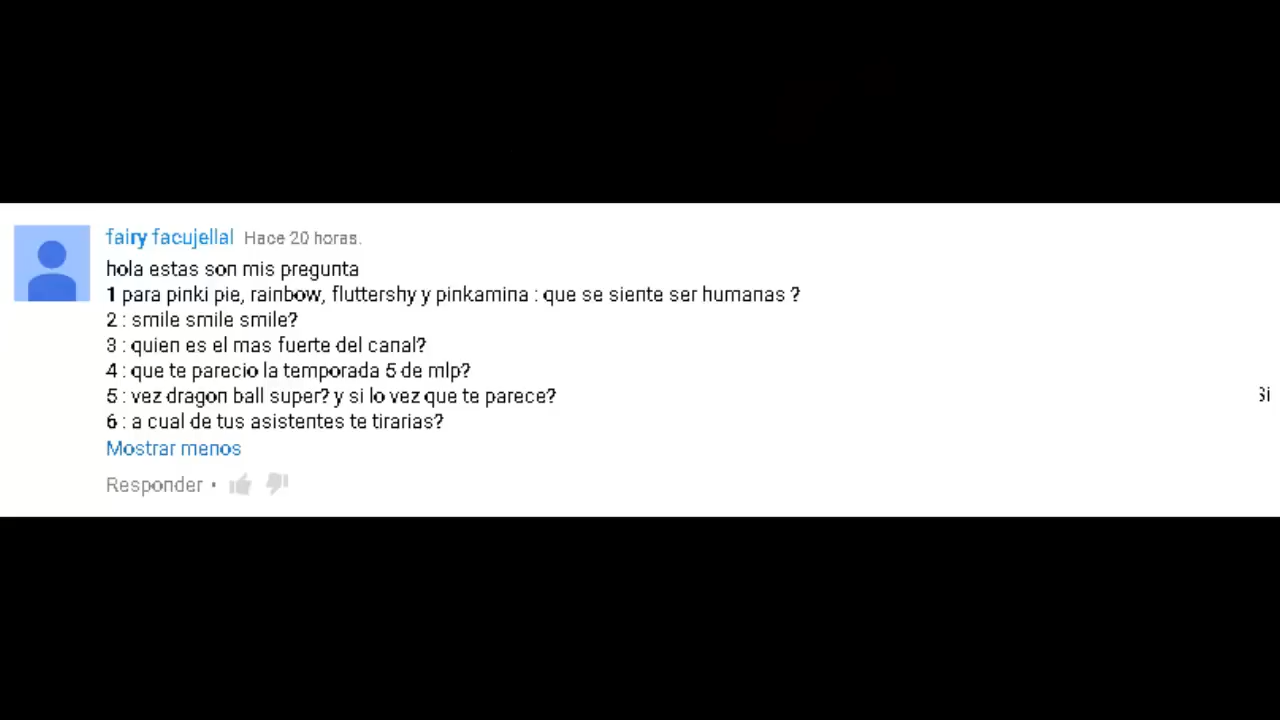 fairy facujellal Hace 20 horas.
hola estas son mis pregunta
1 para pinki pie, rainbow, fluttershy y pinkamina : que se siente ser humanas ?
2 : smile smile smile?
3 : quien es el mas fuerte del canal?
4 : que te parecio la temporada 5 de mlp?
5 : vez dragon ball super? y si lo vez que te parece?
6 : a cual de tus asistentes te tirarias?
Mostrar menos
Responder •